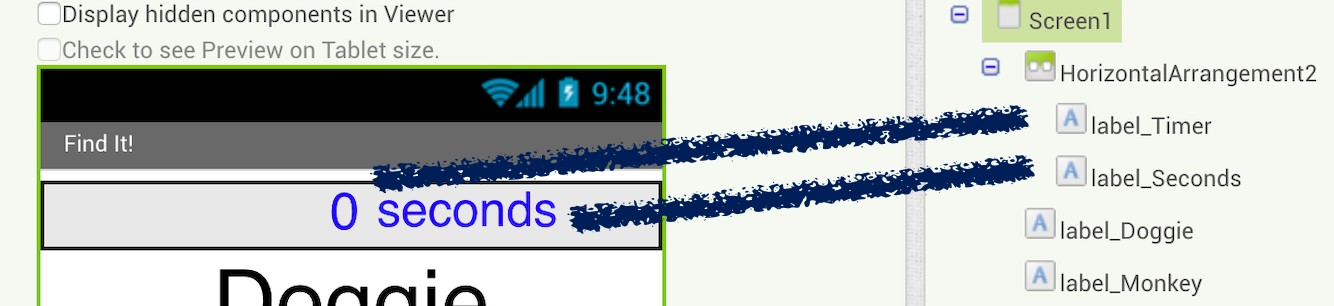 Display hidden components in Viewer
Check to see Preview on Tablet size.
9:48
Find It!
0 seconds
Doggie
Screen1
HorizontalArrangement2
A label_Timer
A label_Seconds
A label_Doggie
A label_Monkey